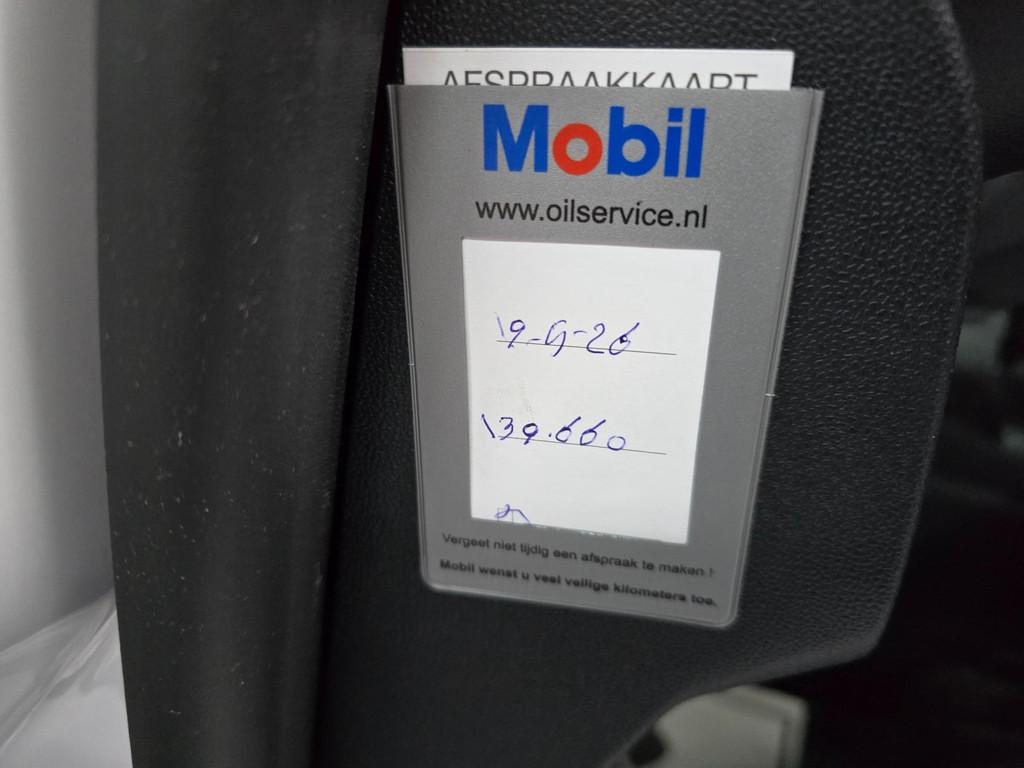 AFSPRAAKKAART
Mobil
www.oilservice.nl
19-9-26
139.660
Vergeet niet tijdig een afspraak te maken !
Mobil wenst u veel veilige kilometers toe.